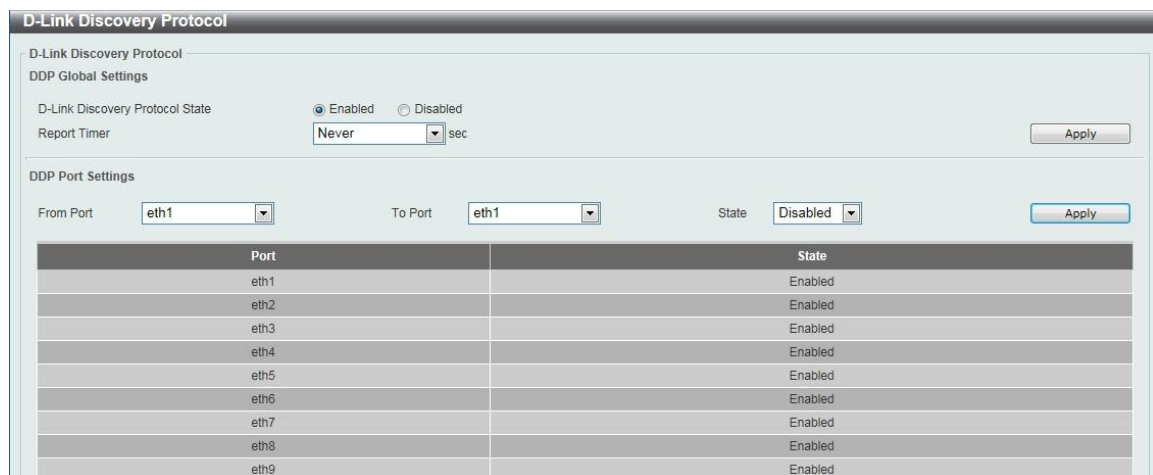 D-Link Discovery Protocol
D-Link Discovery Protocol
DDP Global Settings
D-Link Discovery Protocol State Enabled Disabled
Report Timer Never sec Apply
DDP Port Settings
From Port eth1 To Port eth1 State Disabled Apply
Port State
eth1 Enabled
eth2 Enabled
eth3 Enabled
eth4 Enabled
eth5 Enabled
eth6 Enabled
eth7 Enabled
eth8 Enabled
eth9 Enabled